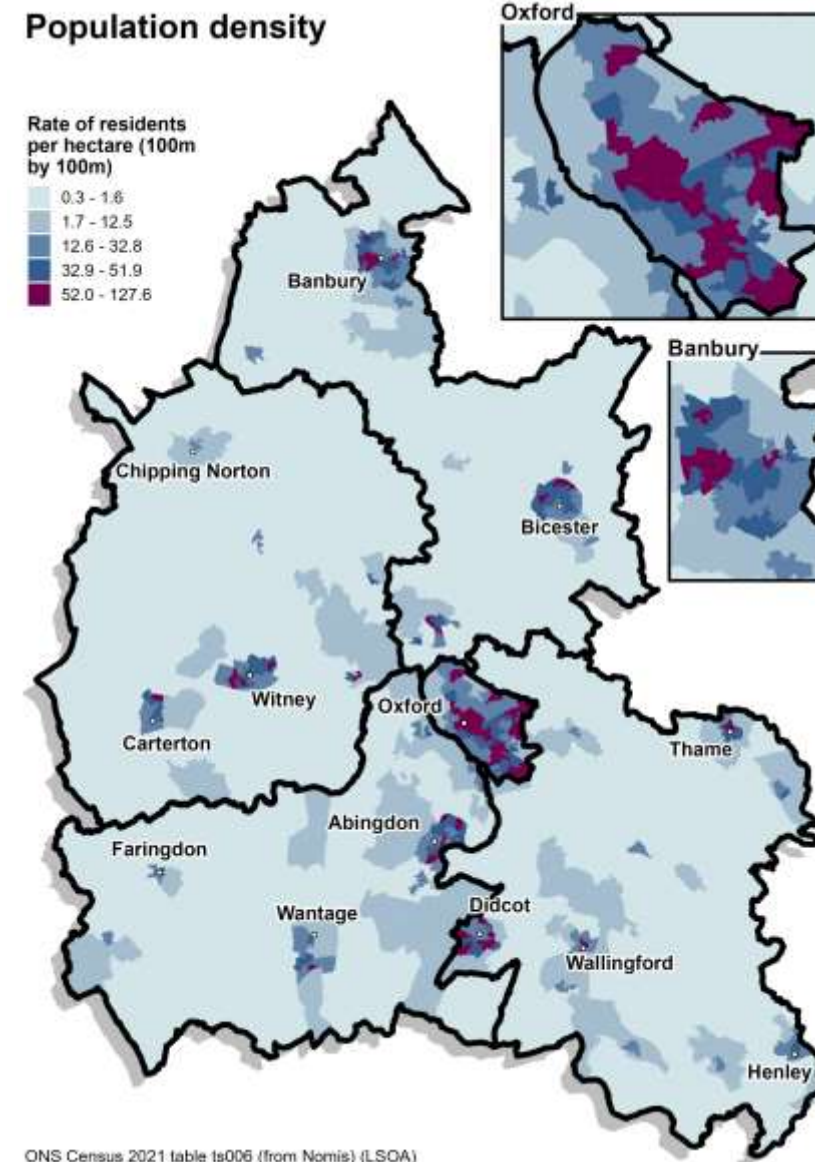 Population density
Oxford
Rate of residents
per hectare (100m
by 100m)
0.3 - 1.6
1.7 - 12.5
12.6 - 32.8
32.9 - 51.9
52.0 - 127.6
Banbury
Banbury
Chipping Norton
Bicester
Witney
Oxford
Carterton
Thame
Abingdon
Faringdon
Didcot
Wantage
Wallingford
Henley
ONS Census 2021 table ts006 (from Nomis) (LSOA)